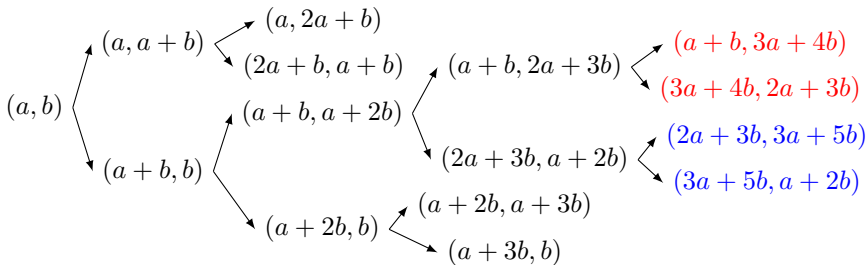 (a, 2a + b)
(a, a + b)
(a + b, 3a + 4b)
(2a + b, a + b)
(a + b, 2a + 3b)
(3a + 4b, 2a + 3b)
(a, b)
(a + b, a + 2b)
(2a + 3b, 3a + 5b)
(2a + 3b, a + 2b)
(a + b, b)
(3a + 5b, a + 2b)
(a + 2b, a + 3b)
(a + 2b, b)
(a + 3b, b)